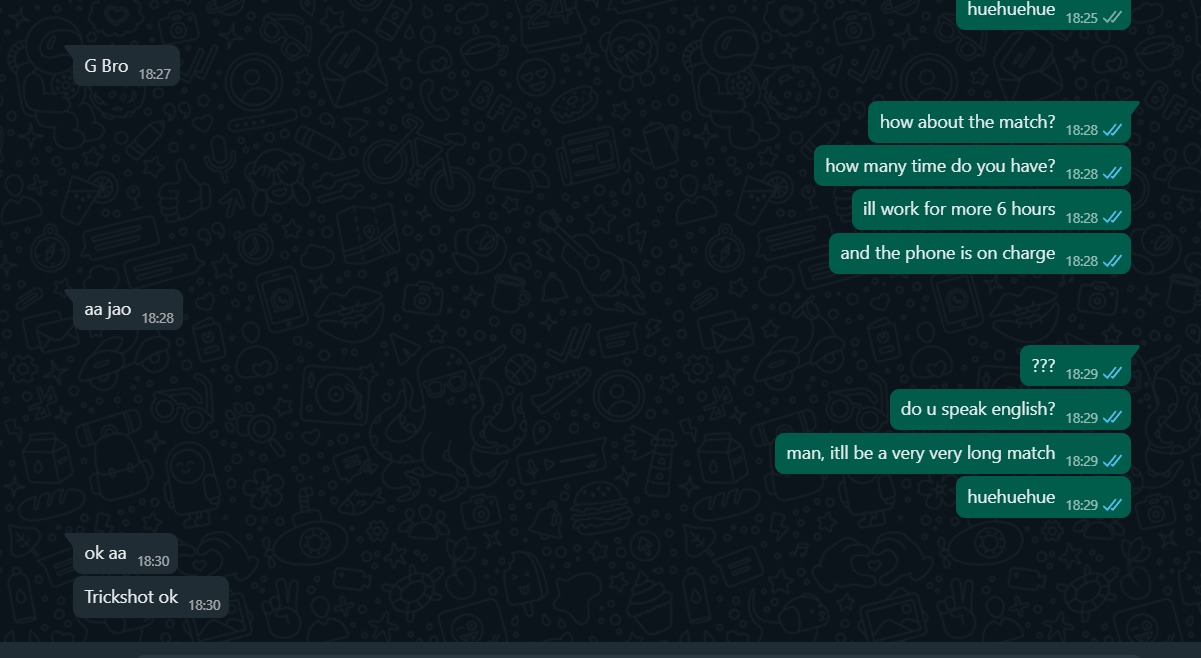 huehuehue 18:25
G Bro 18:27
how about the match? 18:28
how many time do you have? 18:28
ill work for more 6 hours 18:28
and the phone is on charge 18:28
aa jao 18:28
??? 18:29
do u speak english? 18:29
man, itll be a very very long match 18:29
huehuehue 18:29
ok aa 18:30
Trickshot ok 18:30